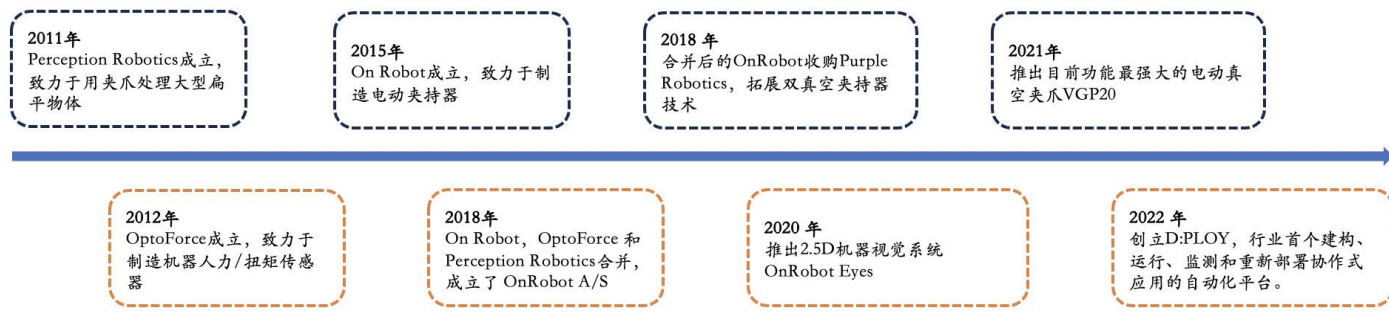 2011年
Perception Robotics成立，
致力于用夹爪处理大型扁
平物体
2015年
On Robot成立，致力于制
造电动夹持器
2018 年
合并后的OnRobot收购Purple
Robotics，拓展双真空夹持器
技术
2021年
推出目前功能最强大的电动真
空夹爪VGP20
2012年
OptoForce成立，致力于
制造机器人力/扭矩传感
器
2018年
On Robot，OptoForce 和
Perception Robotics合并，
成立了 OnRobot A/S
2020 年
推出2.5D机器视觉系统
OnRobot Eyes
2022 年
创立D:PLOY，行业首个建构、
运行、监测和重新部署协作式
应用的自动化平台。